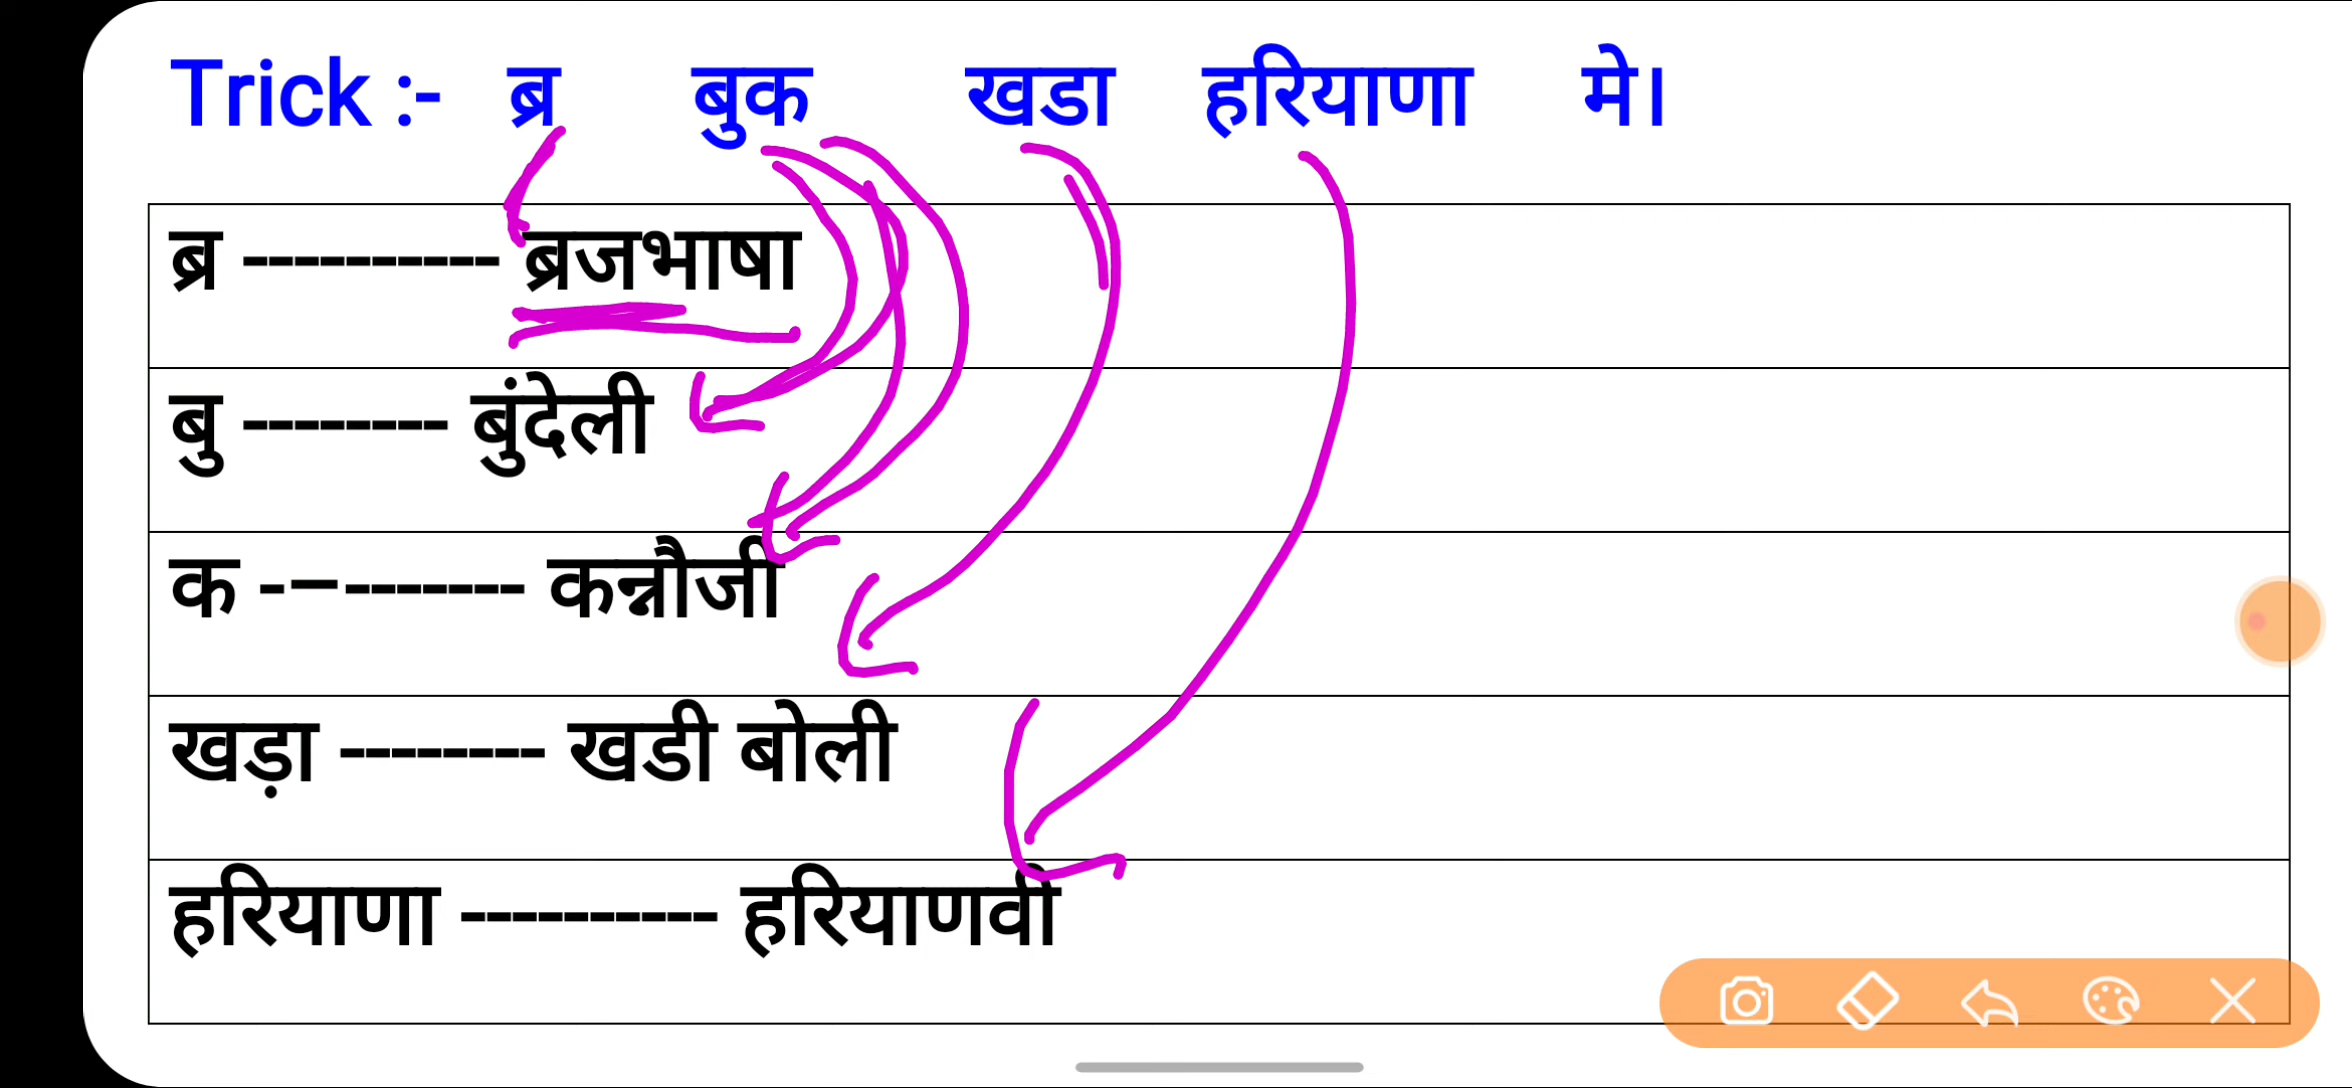 Trick :- ब्र बुक खडा हरियाणा मे।
ब्र ---------- ब्रजभाषा
बु -------- बुंदेली
क -–------- कन्नौजी
खड़ा -------- खडी बोली
हरियाणा ---------- हरियाणवी